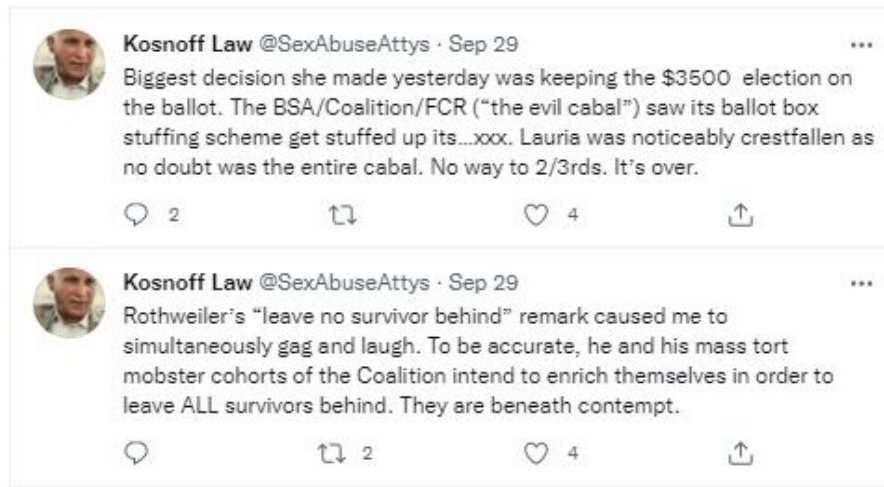 Kosnoff Law @SexAbuseAttys · Sep 29
Biggest decision she made yesterday was keeping the $3500 election on
the ballot. The BSA/Coalition/FCR (“the evil cabal”) saw its ballot box
stuffing scheme get stuffed up its...xxx. Lauria was noticeably crestfallen as
no doubt was the entire cabal. No way to 2/3rds. It’s over.
2 4
Kosnoff Law @SexAbuseAttys · Sep 29
Rothweiler’s “leave no survivor behind” remark caused me to
simultaneously gag and laugh. To be accurate, he and his mass tort
mobster cohorts of the Coalition intend to enrich themselves in order to
leave ALL survivors behind. They are beneath contempt.
2 4